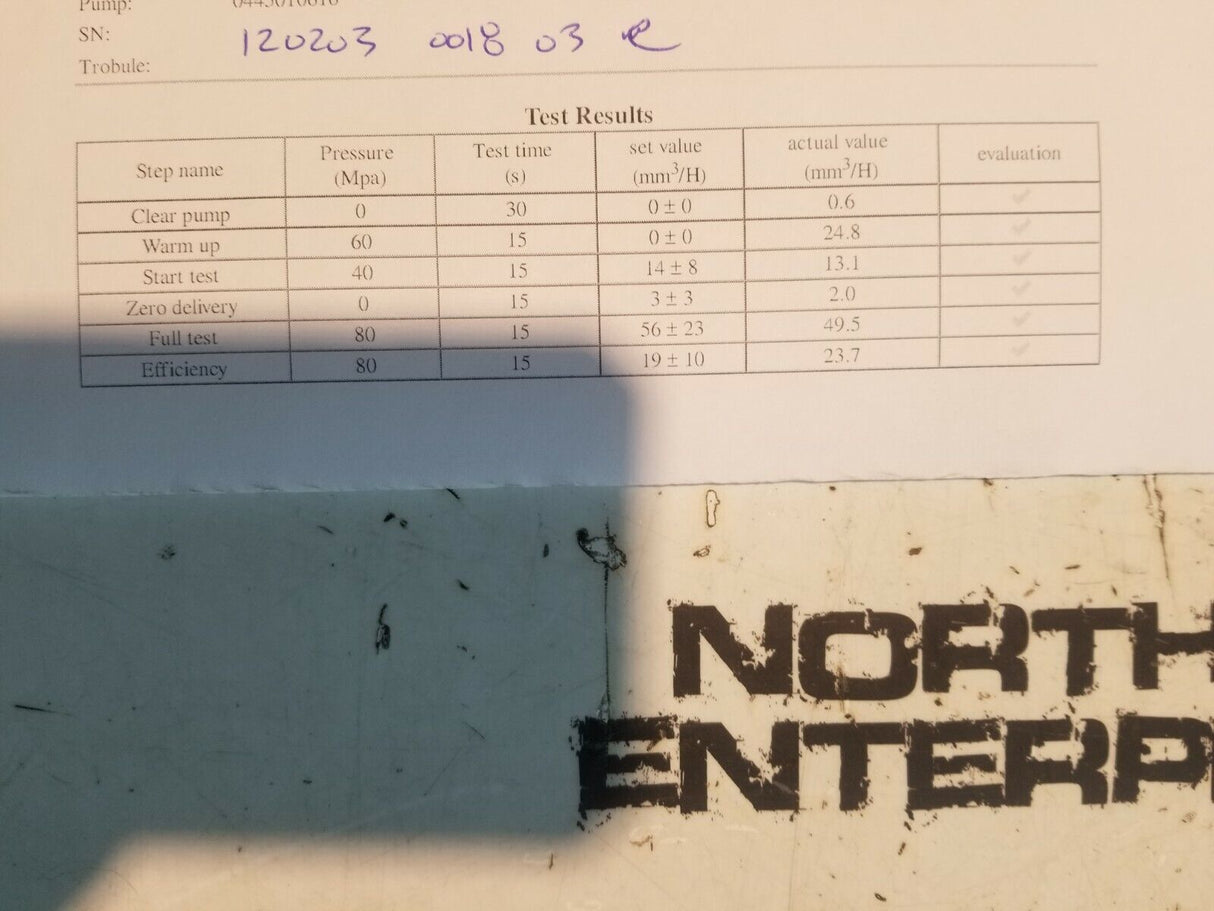 Pump:
SN: 120203 0018 03
Trobule:
Test Results
Step name Pressure (Mpa) Test time (s) set value (mm³/H) actual value (mm³/H) evaluation
Clear pump 0 30 0 ± 0 0.6 ✓
Warm up 60 15 0 ± 0 24.8 ✓
Start test 40 15 14 ± 8 13.1 ✓
Zero delivery 0 15 3 ± 3 2.0 ✓
Full test 80 15 56 ± 23 49.5 ✓
Efficiency 80 15 19 ± 10 23.7 ✓
NORTH
ENTERP